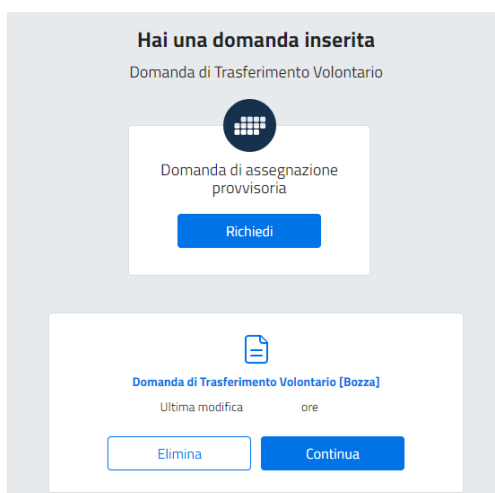 Hai una domanda inserita
Domanda di Trasferimento Volontario
Domanda di assegnazione
provvisoria
Richiedi
Domanda di Trasferimento Volontario [Bozza]
Ultima modifica ore
Elimina
Continua